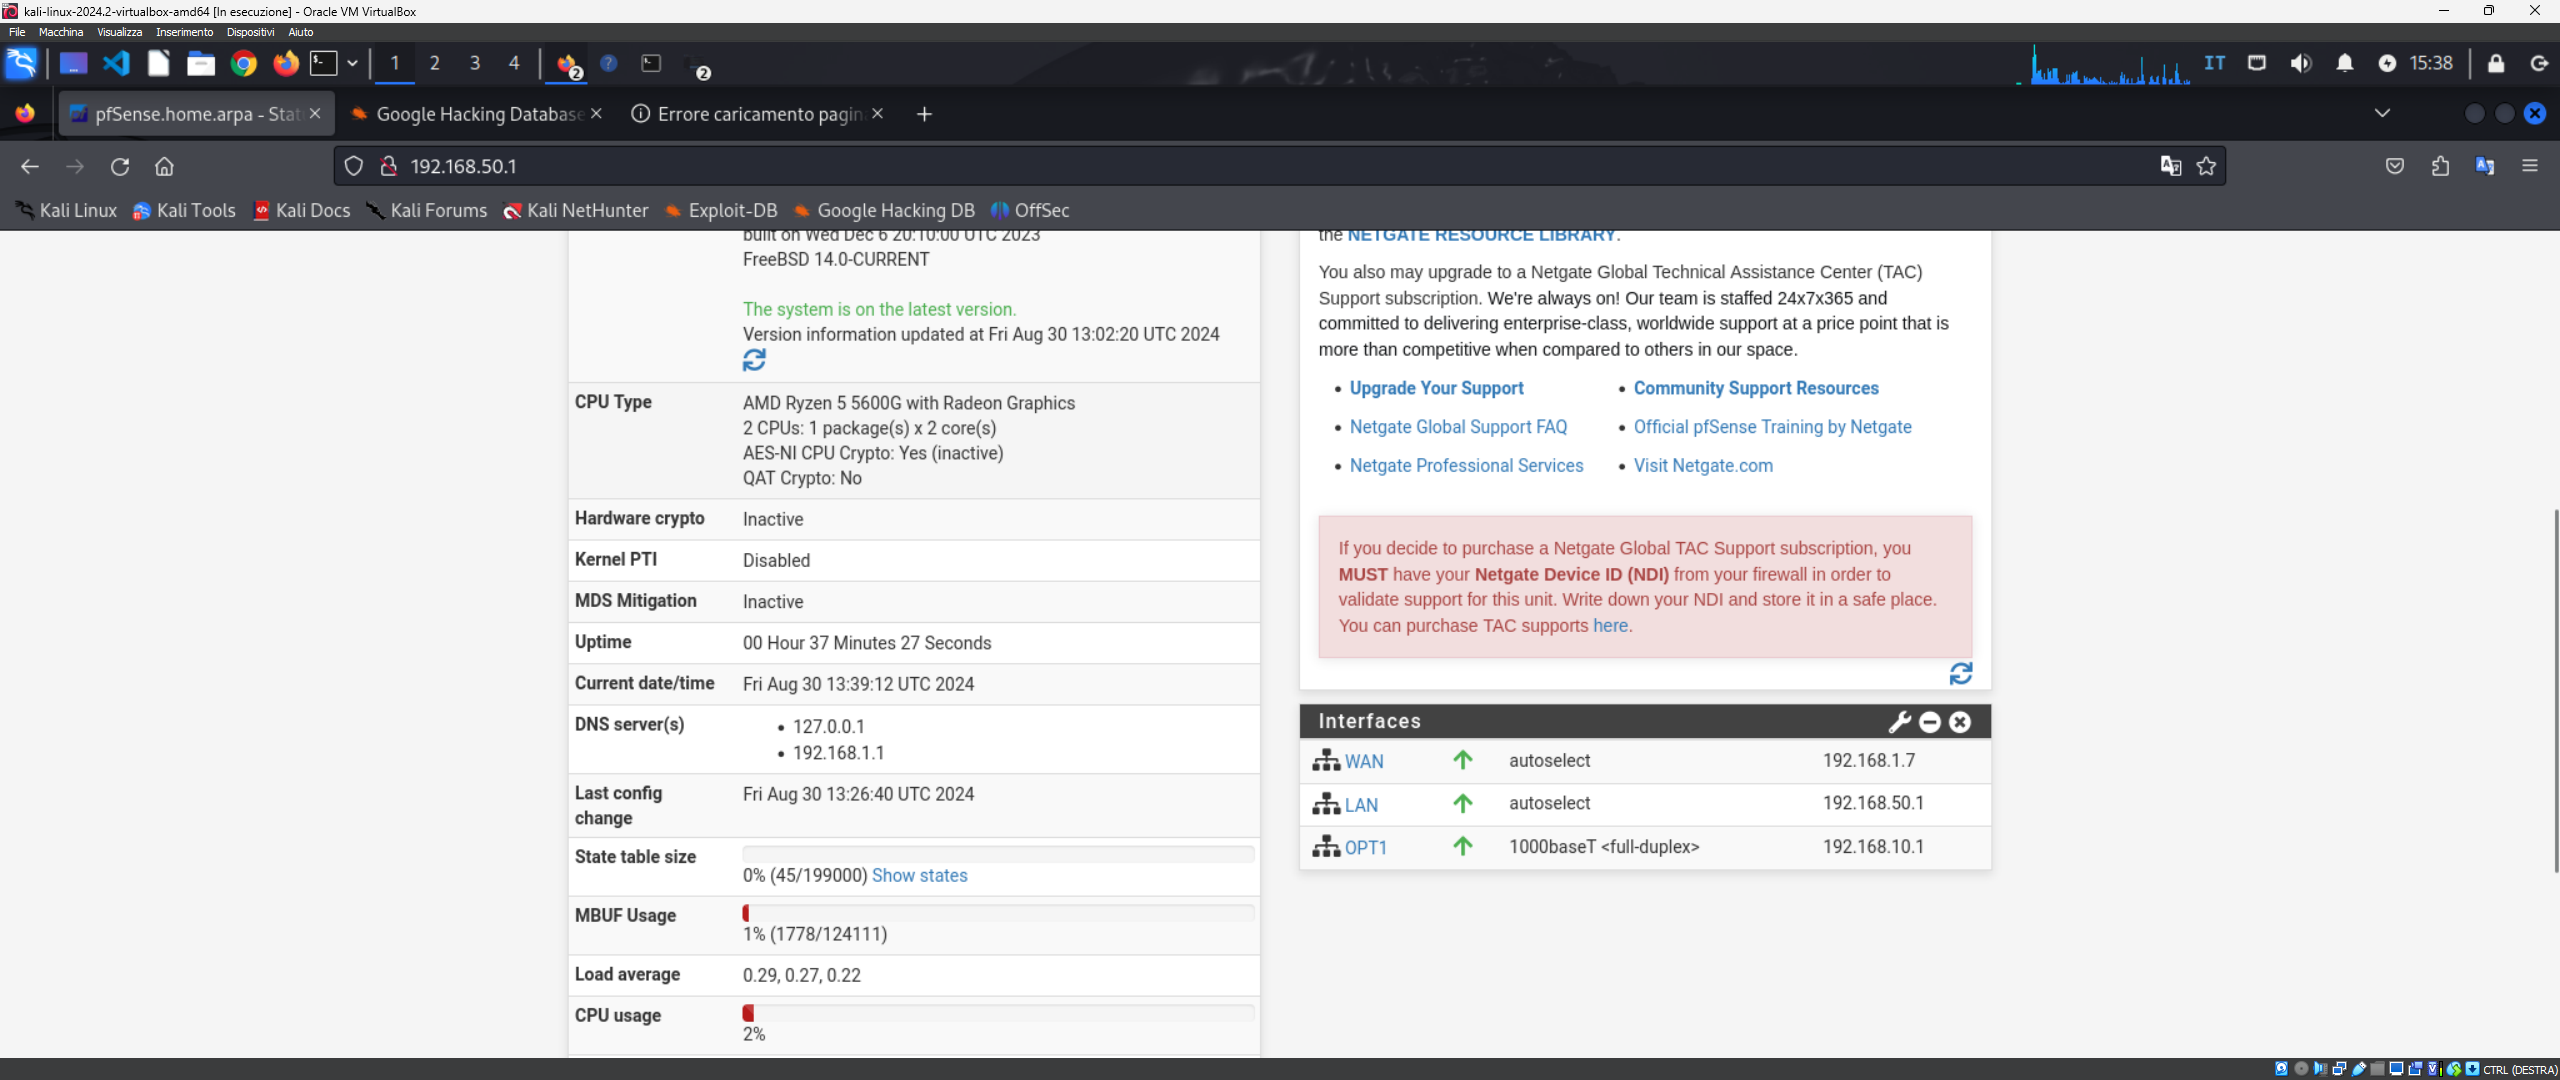 kali-linux-2024.2-virtualbox-amd64 [In esecuzione] - Oracle VM VirtualBox
File Macchina Visualizza Inserimento Dispositivi Aiuto
1 2 3 4 2 2 IT 15:38
pfSense.home.arpa - Stat Google Hacking Database Errore caricamento pagin
192.168.50.1
Kali Linux Kali Tools Kali Docs Kali Forums Kali NetHunter Exploit-DB Google Hacking DB OffSec
built on Wed Dec 6 20:10:00 UTC 2023
FreeBSD 14.0-CURRENT
The system is on the latest version.
Version information updated at Fri Aug 30 13:02:20 UTC 2024
CPU Type
AMD Ryzen 5 5600G with Radeon Graphics
2 CPUs: 1 package(s) x 2 core(s)
AES-NI CPU Crypto: Yes (inactive)
QAT Crypto: No
Hardware crypto Inactive
Kernel PTI Disabled
MDS Mitigation Inactive
Uptime 00 Hour 37 Minutes 27 Seconds
Current date/time Fri Aug 30 13:39:12 UTC 2024
DNS server(s)
• 127.0.0.1
• 192.168.1.1
Last config change Fri Aug 30 13:26:40 UTC 2024
State table size
0% (45/199000) Show states
MBUF Usage
1% (1778/124111)
Load average 0.29, 0.27, 0.22
CPU usage
2%
the NETGATE RESOURCE LIBRARY.
You also may upgrade to a Netgate Global Technical Assistance Center (TAC)
Support subscription. We're always on! Our team is staffed 24x7x365 and
committed to delivering enterprise-class, worldwide support at a price point that is
more than competitive when compared to others in our space.
• Upgrade Your Support • Community Support Resources
• Netgate Global Support FAQ • Official pfSense Training by Netgate
• Netgate Professional Services • Visit Netgate.com
If you decide to purchase a Netgate Global TAC Support subscription, you
MUST have your Netgate Device ID (NDI) from your firewall in order to
validate support for this unit. Write down your NDI and store it in a safe place.
You can purchase TAC supports here.
Interfaces
WAN autoselect 192.168.1.7
LAN autoselect 192.168.50.1
OPT1 1000baseT <full-duplex> 192.168.10.1
CTRL (DESTRA)